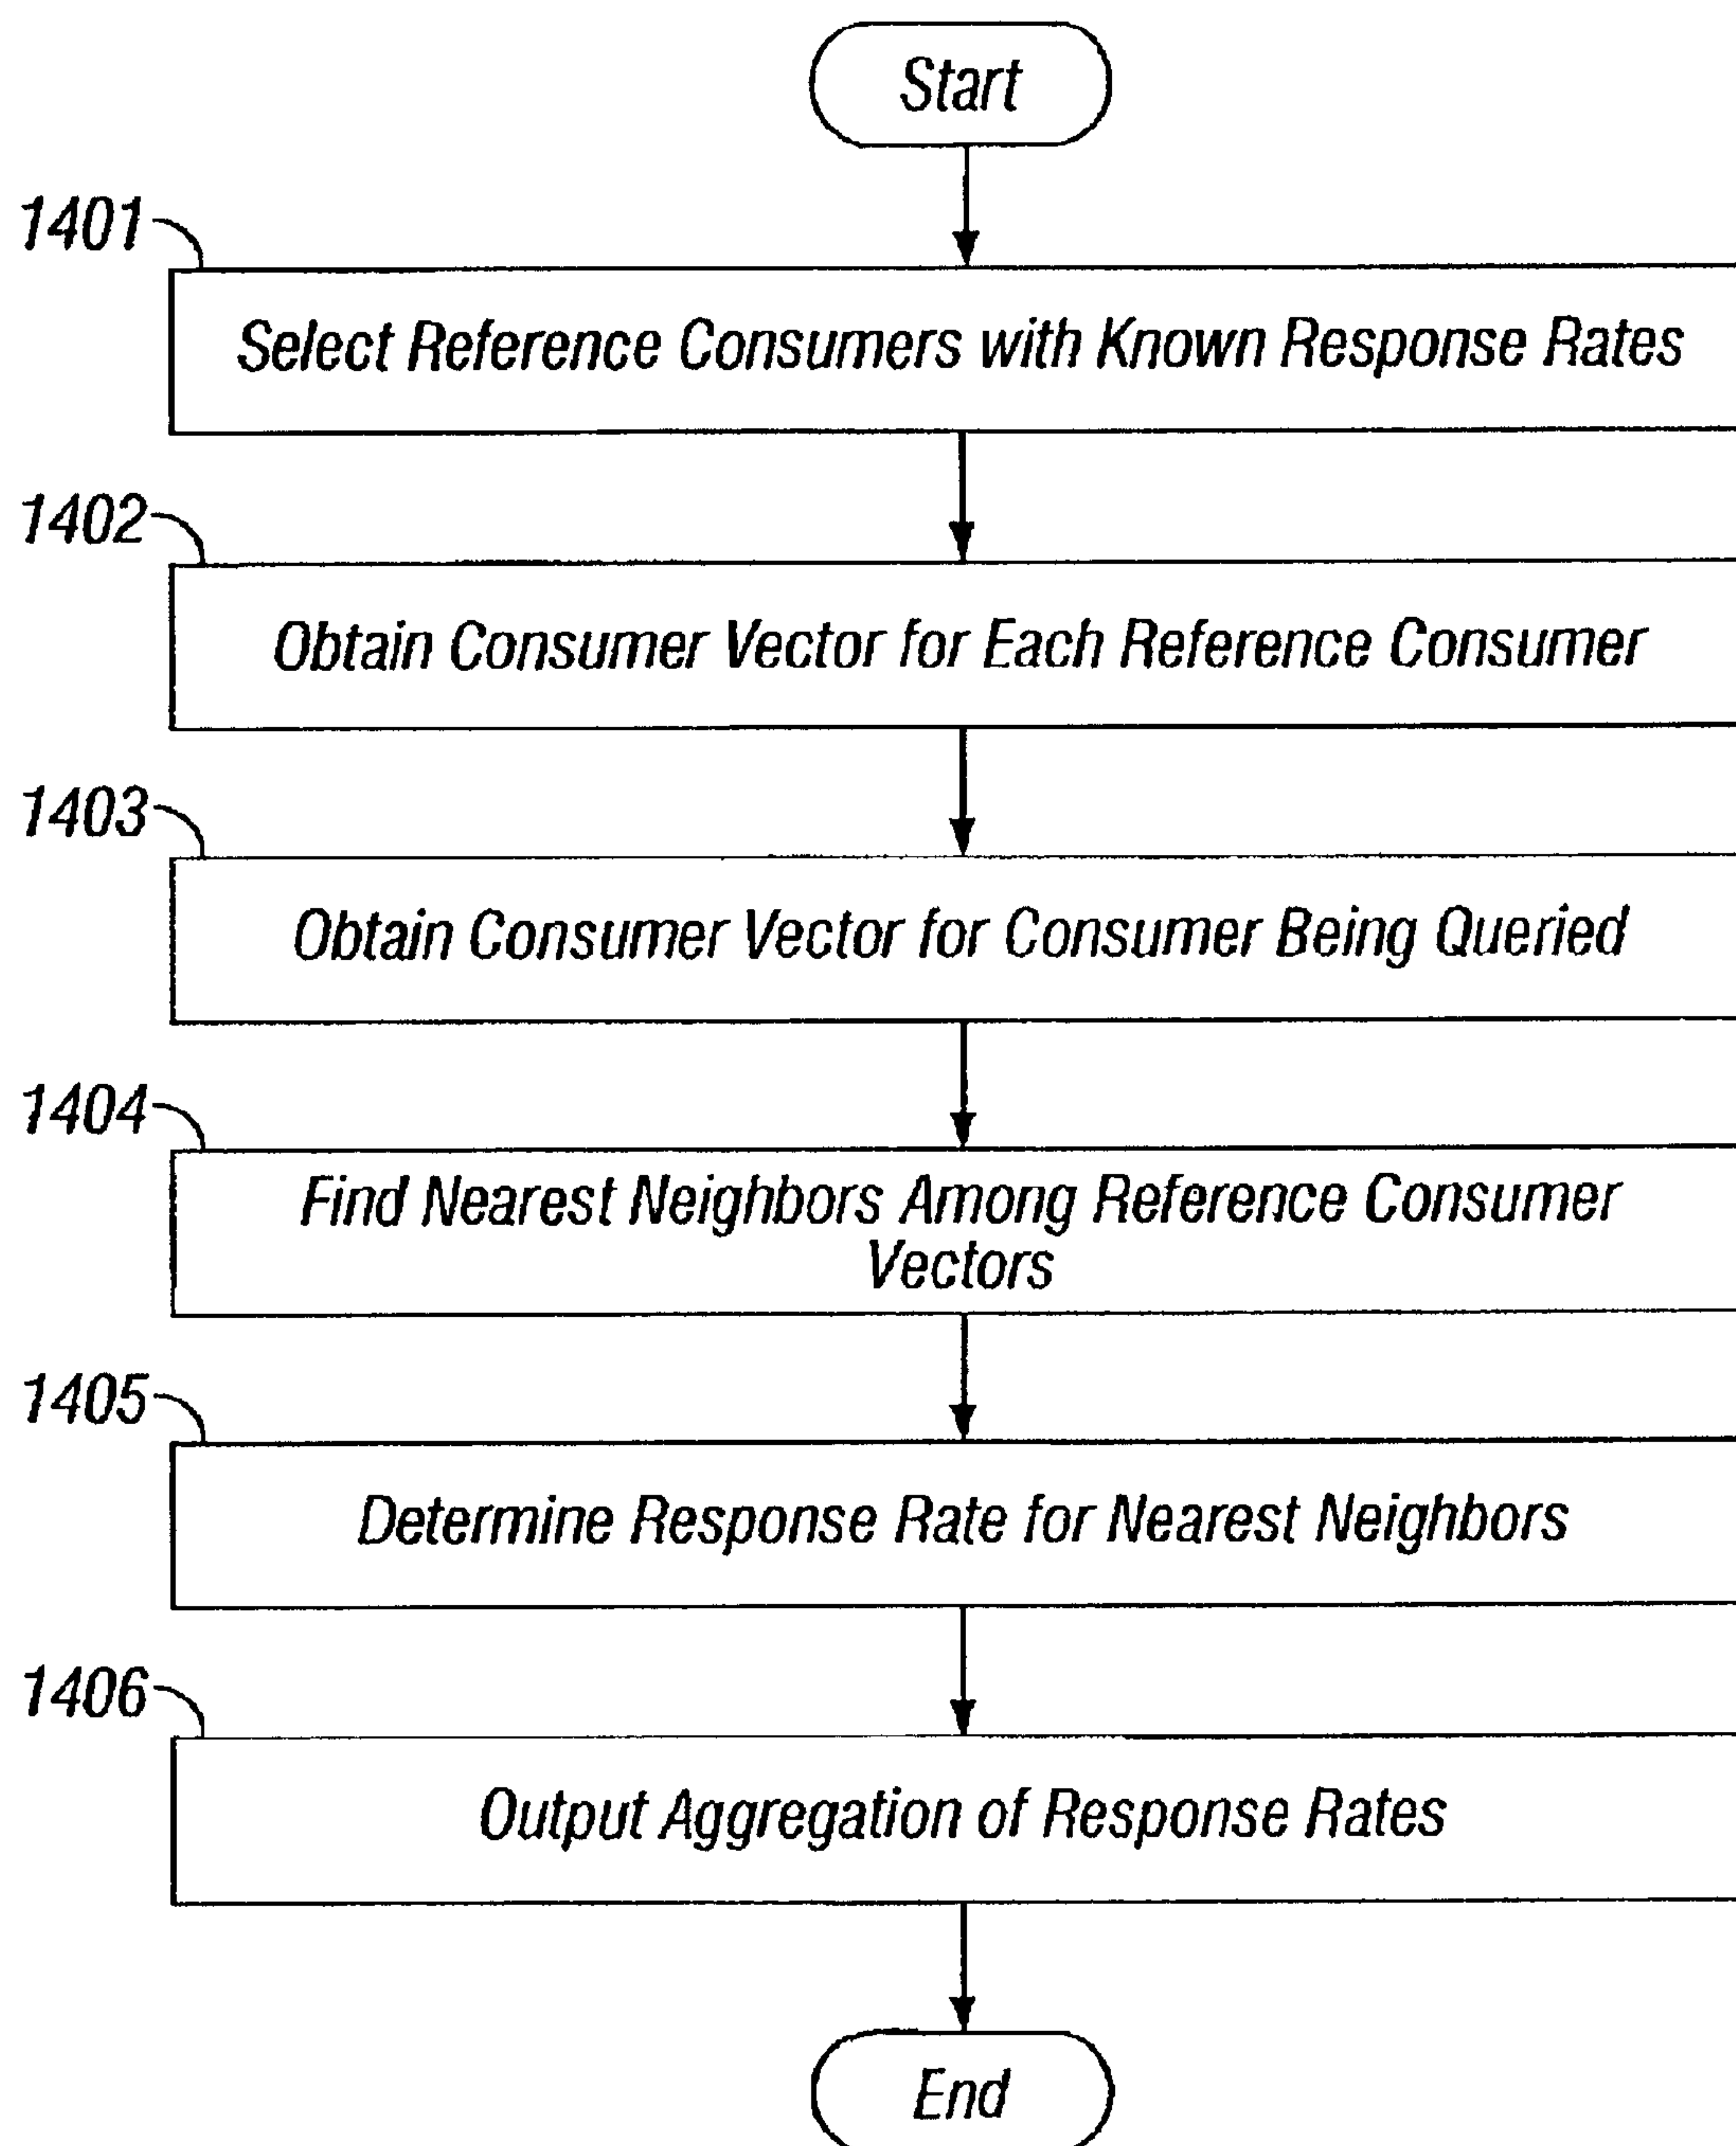 Start
1401
Select Reference Consumers with Known Response Rates
1402
Obtain Consumer Vector for Each Reference Consumer
1403
Obtain Consumer Vector for Consumer Being Queried
1404
Find Nearest Neighbors Among Reference Consumer
Vectors
1405
Determine Response Rate for Nearest Neighbors
1406
Output Aggregation of Response Rates
End